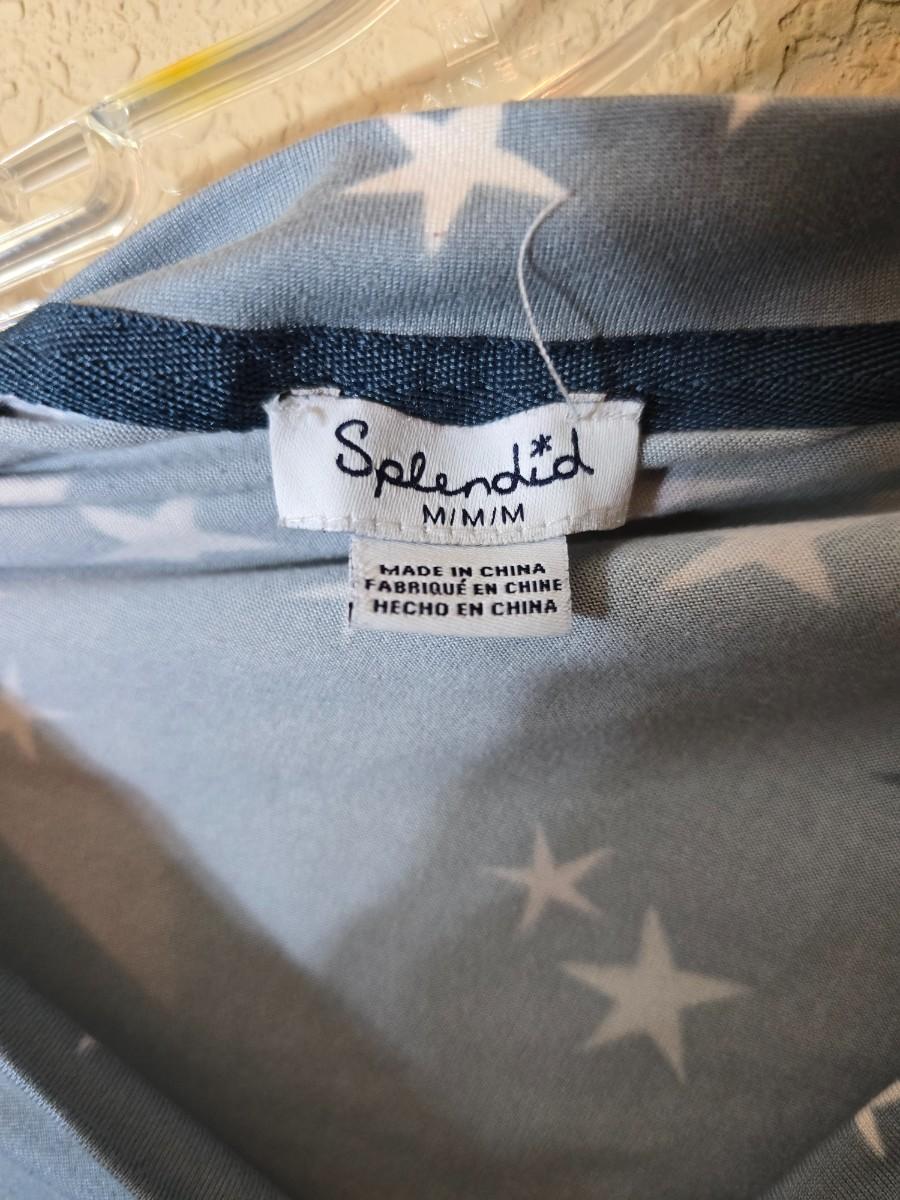 Splendid
M/M/M
MADE IN CHINA
FABRIQUÉ EN CHINE
HECHO EN CHINA